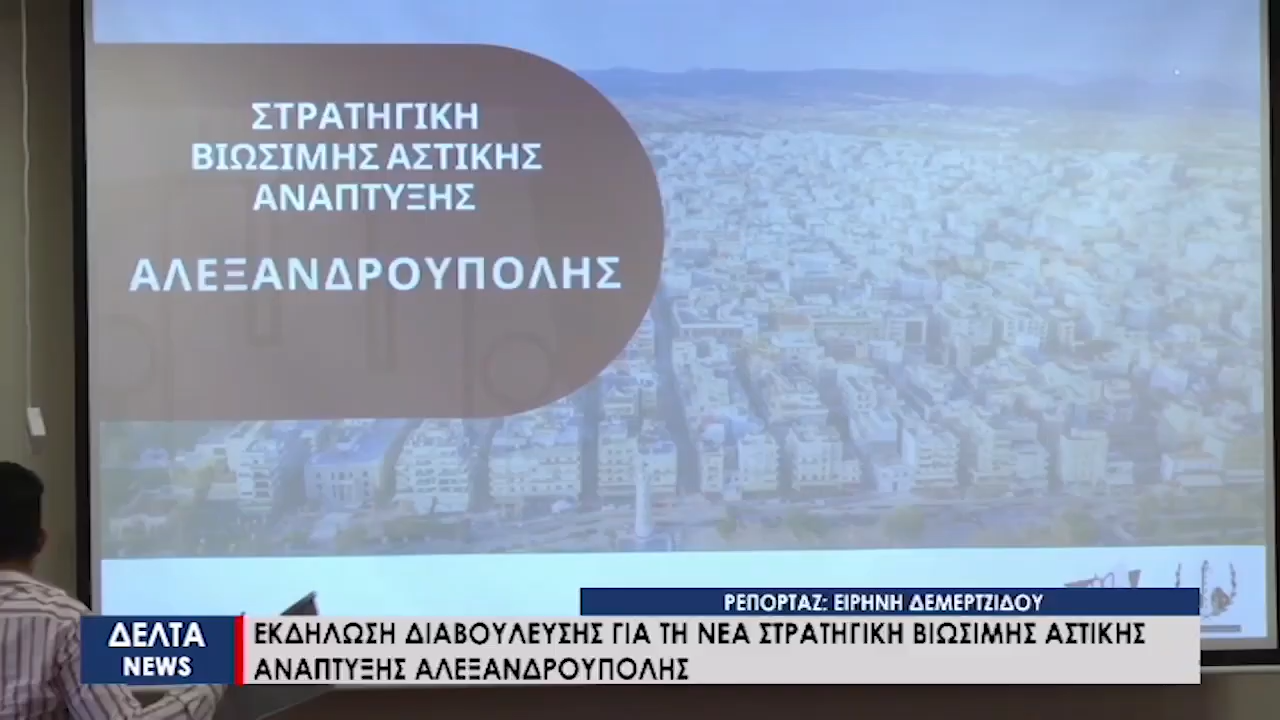 ΣΤΡΑΤΗΓΙΚΗ
ΒΙΩΣΙΜΗΣ ΑΣΤΙΚΗΣ
ΑΝΑΠΤΥΞΗΣ
ΑΛΕΞΑΝΔΡΟΥΠΟΛΗΣ
ΡΕΠΟΡΤΑΖ: ΕΙΡΗΝΗ ΔΕΜΕΡΤΖΙΔΟΥ
ΔΕΛΤΑ
NEWS
ΕΚΔΗΛΩΣΗ ΔΙΑΒΟΥΛΕΥΣΗΣ ΓΙΑ ΤΗ ΝΕΑ ΣΤΡΑΤΗΓΙΚΗ ΒΙΩΣΙΜΗΣ ΑΣΤΙΚΗΣ
ΑΝΑΠΤΥΞΗΣ ΑΛΕΞΑΝΔΡΟΥΠΟΛΗΣ